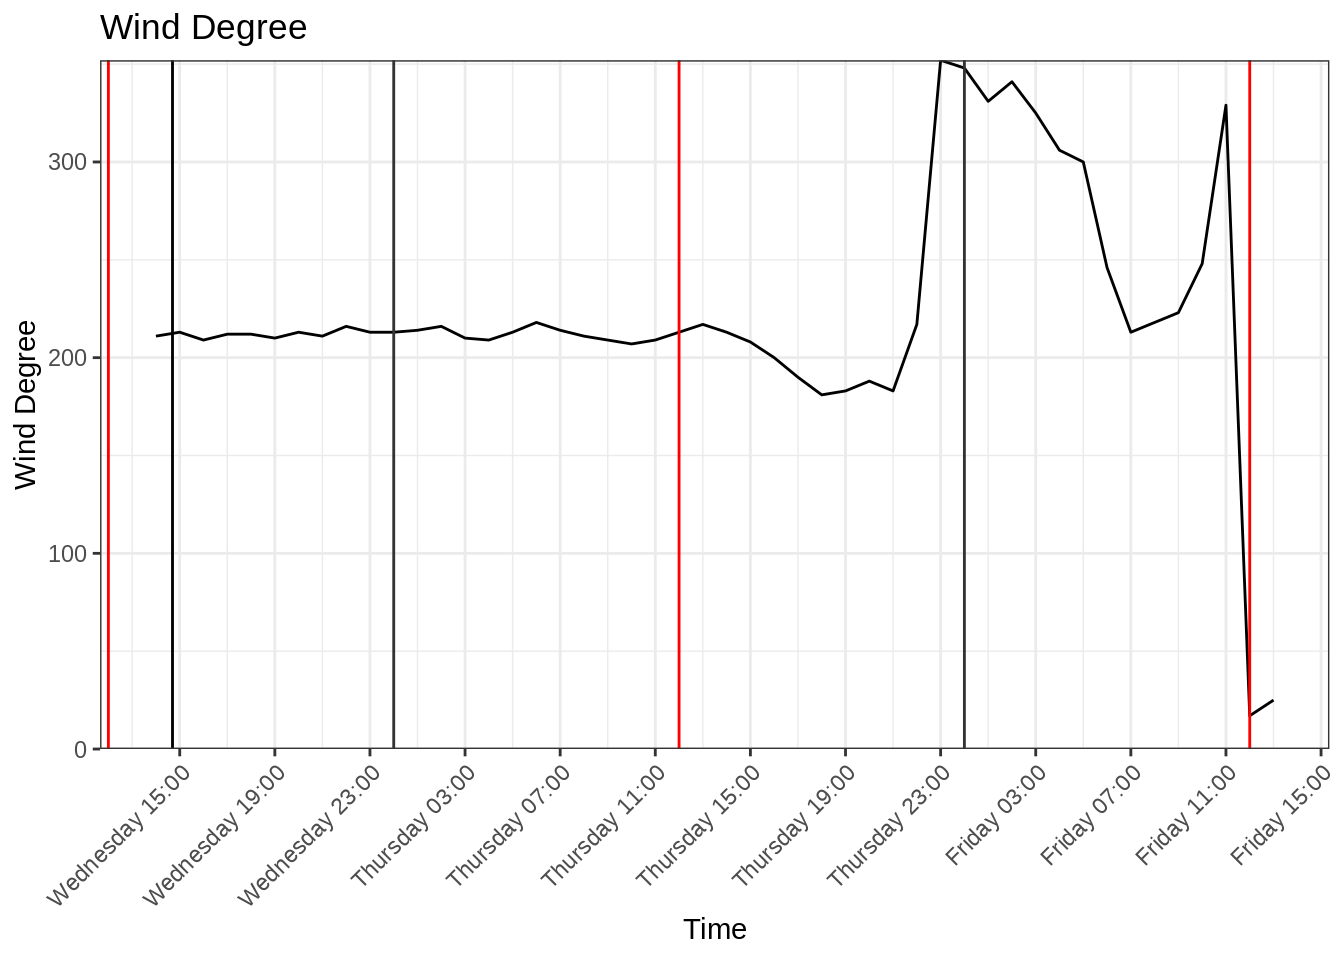 Wind Degree
Wind Degree
300
200
100
0
Wednesday 15:00
Wednesday 19:00
Wednesday 23:00
Thursday 03:00
Thursday 07:00
Thursday 11:00
Thursday 15:00
Thursday 19:00
Thursday 23:00
Friday 03:00
Friday 07:00
Friday 11:00
Friday 15:00
Time